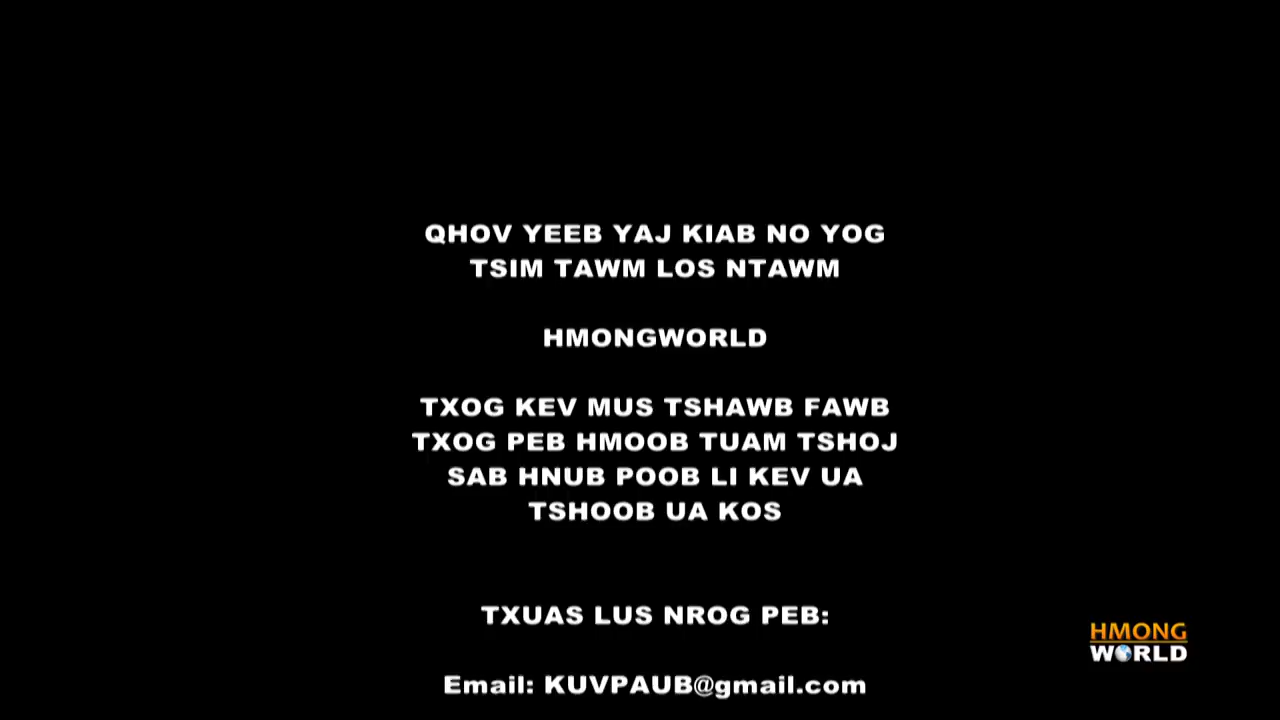 QHOV YEEB YAJ KIAB NO YOG
TSIM TAWM LOS NTAWM
HMONGWORLD
TXOG KEV MUS TSHAWB FAWB
TXOG PEB HMOOB TUAM TSHOJ
SAB HNUB POOB LI KEV UA
TSHOOB UA KOS
TXUAS LUS NROG PEB:
Email: KUVPAUB@gmail.com
HMONG
WORLD